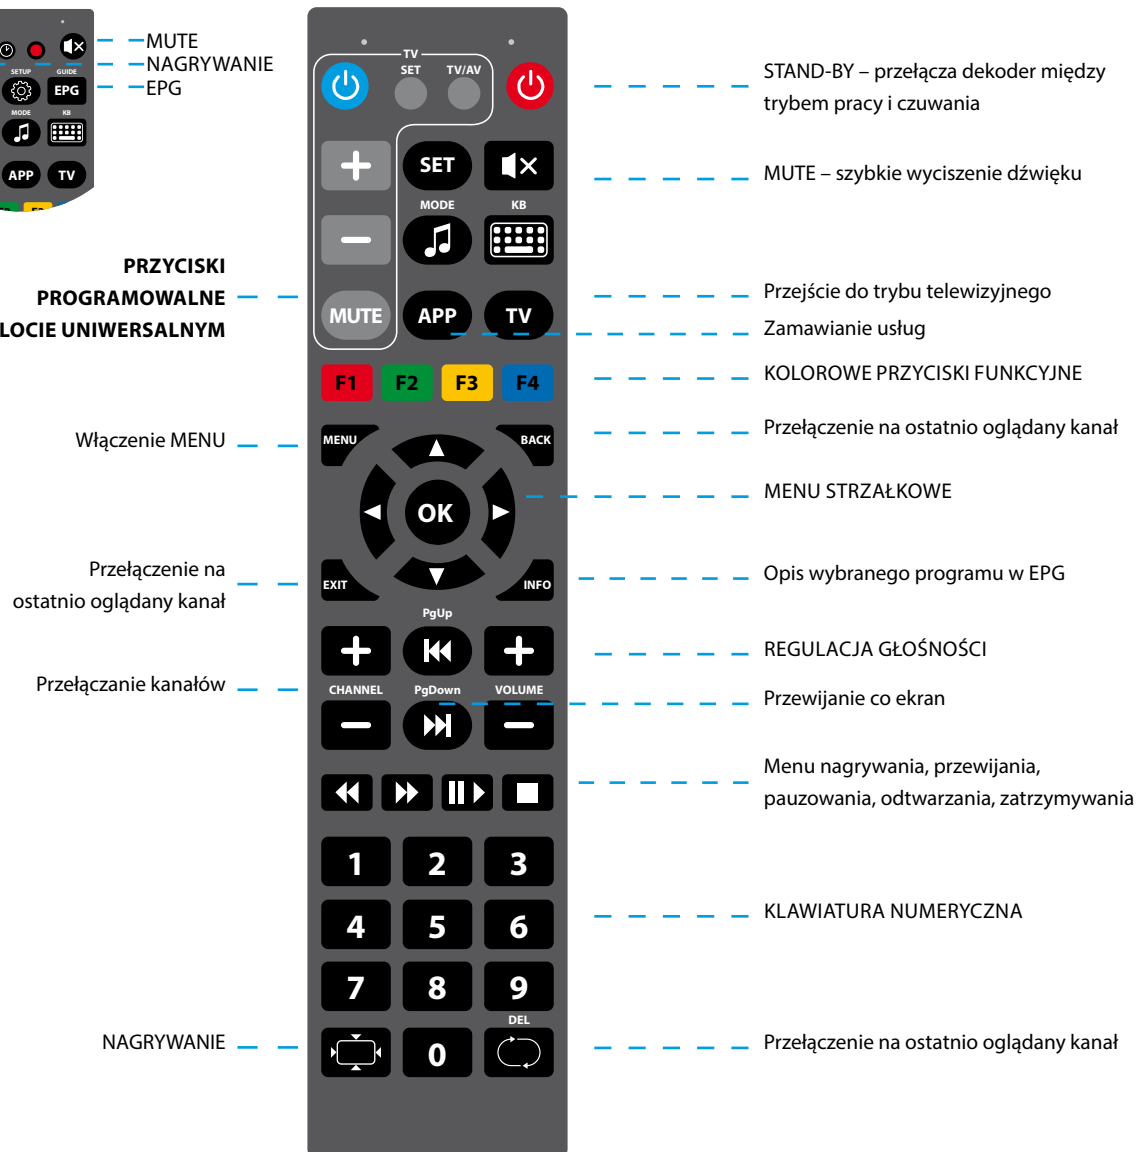 MUTE
NAGRYWANIE
EPG
SETUP
GUIDE
EPG
MODE
KB
APP
TV
PRZYCISKI
PROGRAMOWALNE
LOCIE UNIWERSALNYM
Włączenie MENU
Przełączenie na
ostatnio oglądany kanał
Przełączanie kanałów
NAGRYWANIE
TV
SET
TV/AV
SET
MODE
KB
MUTE
APP
TV
F1
F2
F3
F4
MENU
BACK
OK
EXIT
INFO
PgUp
CHANNEL
PgDown
VOLUME
1
2
3
4
5
6
7
8
9
DEL
0
STAND-BY – przełącza dekoder między
trybem pracy i czuwania
MUTE – szybkie wyciszenie dźwięku
Przejście do trybu telewizyjnego
Zamawianie usług
KOLOROWE PRZYCISKI FUNKCYJNE
Przełączenie na ostatnio oglądany kanał
MENU STRZAŁKOWE
Opis wybranego programu w EPG
REGULACJA GŁOŚNOŚCI
Przewijanie co ekran
Menu nagrywania, przewijania,
pauzowania, odtwarzania, zatrzymywania
KLAWIATURA NUMERYCZNA
Przełączenie na ostatnio oglądany kanał